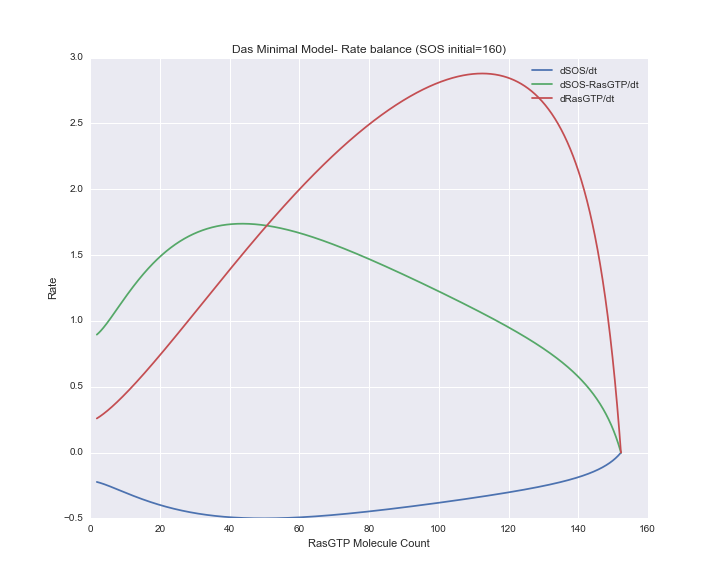 Das Minimal Model- Rate balance (SOS initial=160)
dSOS/dt
dSOS-RasGTP/dt
dRasGTP/dt
Rate
3.0
2.5
2.0
1.5
1.0
0.5
0.0
−0.5
0 20 40 60 80 100 120 140 160
RasGTP Molecule Count